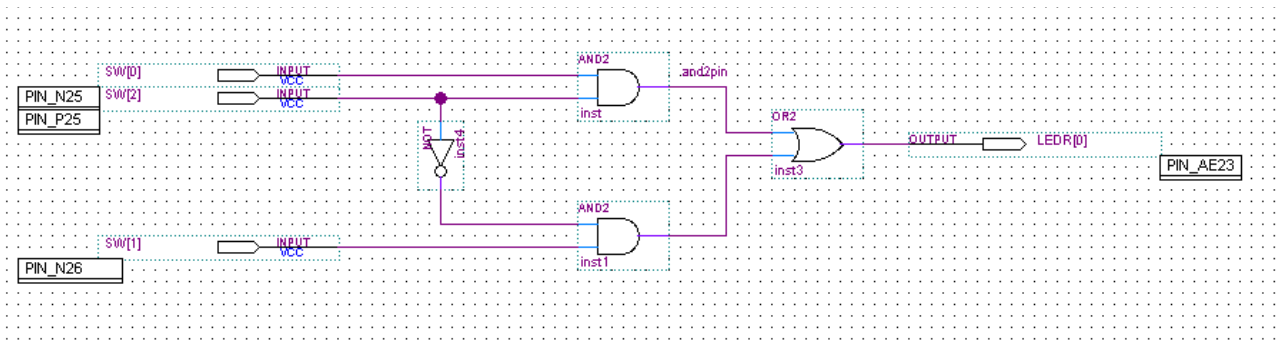 AND2
SW[0] INPUT VCC
.and2pin
PIN_N25
SW[2] INPUT VCC
inst
PIN_P25
OR2
NOT
inst4
OUTPUT LEDR[0]
PIN_AE23
inst3
AND2
SW[1] INPUT VCC
inst1
PIN_N26